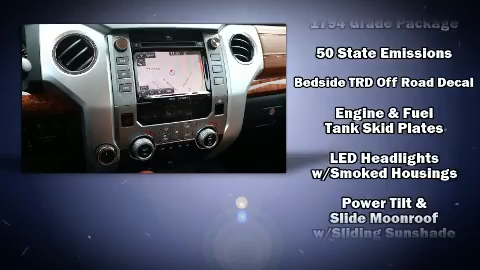 1794 Grade Package
50 State Emissions
Bedside TRD Off Road Decal
Engine & Fuel
Tank Skid Plates
LED Headlights
w/Smoked Housings
Power Tilt &
Slide Moonroof
w/Sliding Sunshade